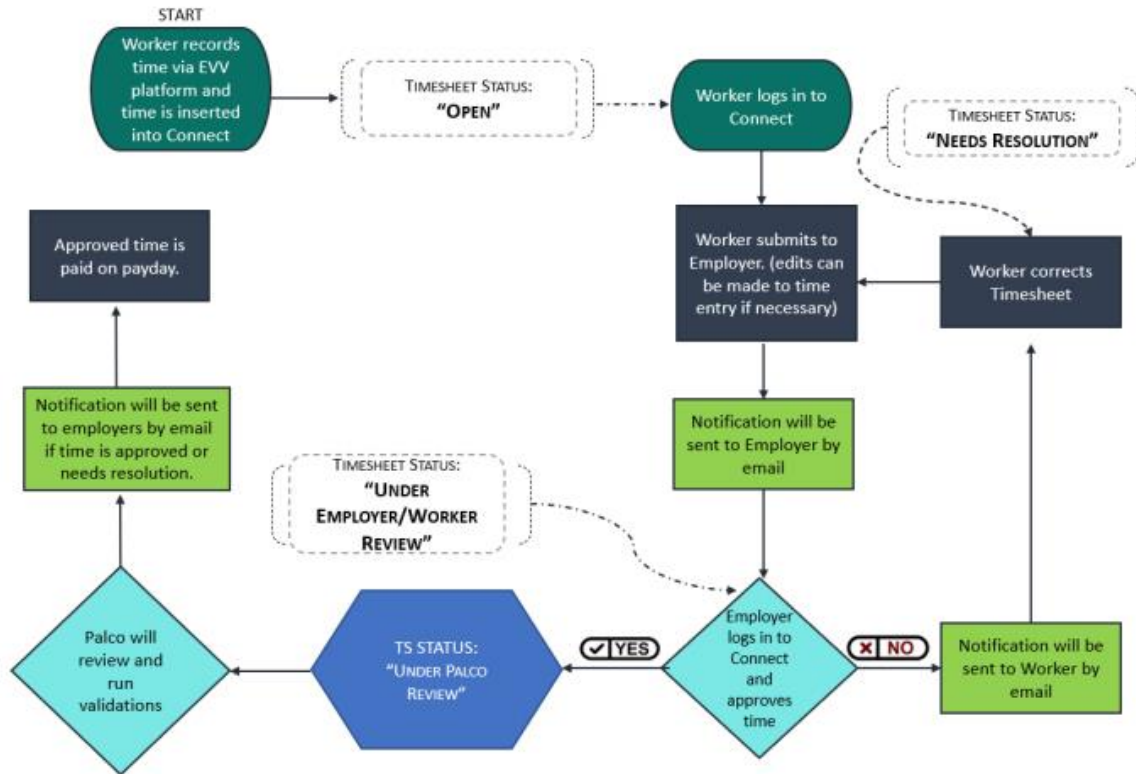 START
Worker records
time via EVV
platform and
time is inserted
into Connect
TIMESHEET STATUS:
“OPEN”
Worker logs in to
Connect
TIMESHEET STATUS:
“NEEDS RESOLUTION”
Approved time is
paid on payday.
Worker submits to
Employer. (edits can
be made to time
entry if necessary)
Worker corrects
Timesheet
Notification will be sent
to employers by email
if time is approved or
needs resolution.
Notification will be
sent to Employer by
email
TIMESHEET STATUS:
“UNDER
EMPLOYER/WORKER
REVIEW”
Palco will
review and
run
validations
TS STATUS:
“UNDER PALCO
REVIEW”
YES
Employer
logs in to
Connect
and
approves
time
NO
Notification will be
sent to Worker by
email